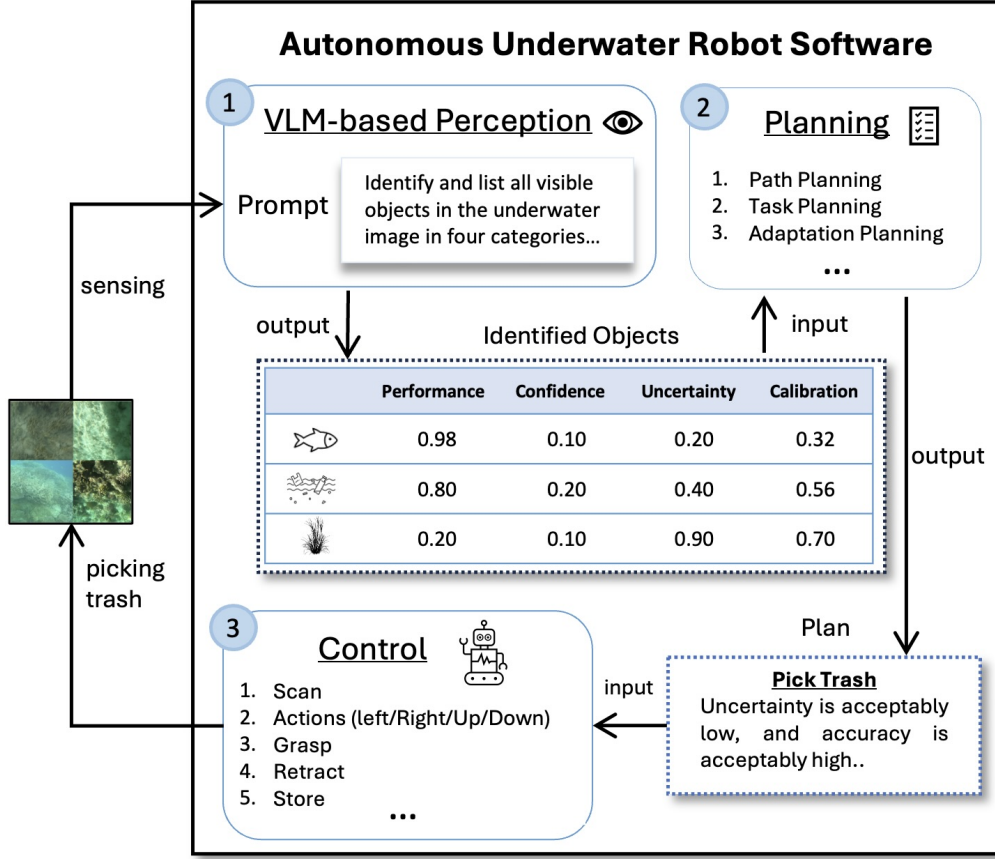 Autonomous Underwater Robot Software
1
VLM-based Perception
Prompt
Identify and list all visible
objects in the underwater
image in four categories...
2
Planning
1. Path Planning
2. Task Planning
3. Adaptation Planning
...
sensing
output
Identified Objects
input
Performance Confidence Uncertainty Calibration
0.98 0.10 0.20 0.32
0.80 0.20 0.40 0.56
0.20 0.10 0.90 0.70
output
picking
trash
3
Control
1. Scan
2. Actions (left/Right/Up/Down)
3. Grasp
4. Retract
5. Store
...
input
Plan
Pick Trash
Uncertainty is acceptably
low, and accuracy is
acceptably high..